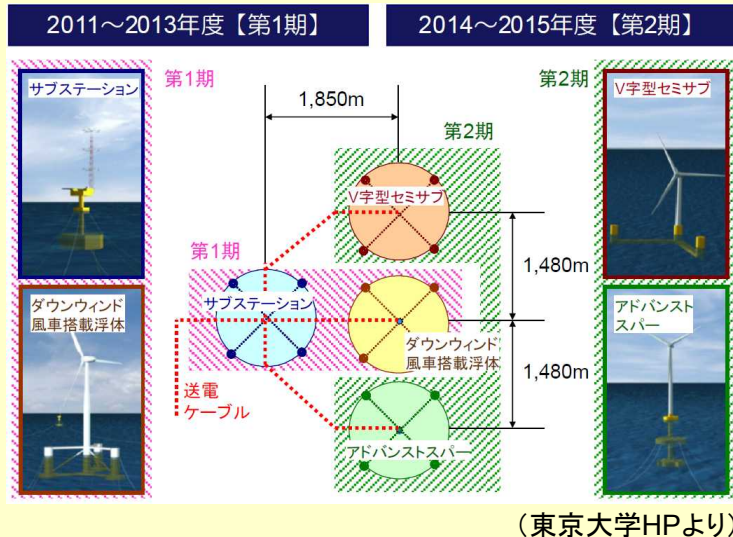 2011～2013年度【第1期】
2014～2015年度【第2期】
サブステーション
第1期
1,850m
第2期
第2期
V字型セミサブ
V字型セミサブ
1,480m
第1期
サブステーション
ダウンウィンド
風車搭載浮体
ダウンウィンド
風車搭載浮体
アドバンスト
スパー
1,480m
送電
ケーブル
アドバンストスパー
(東京大学HPより)